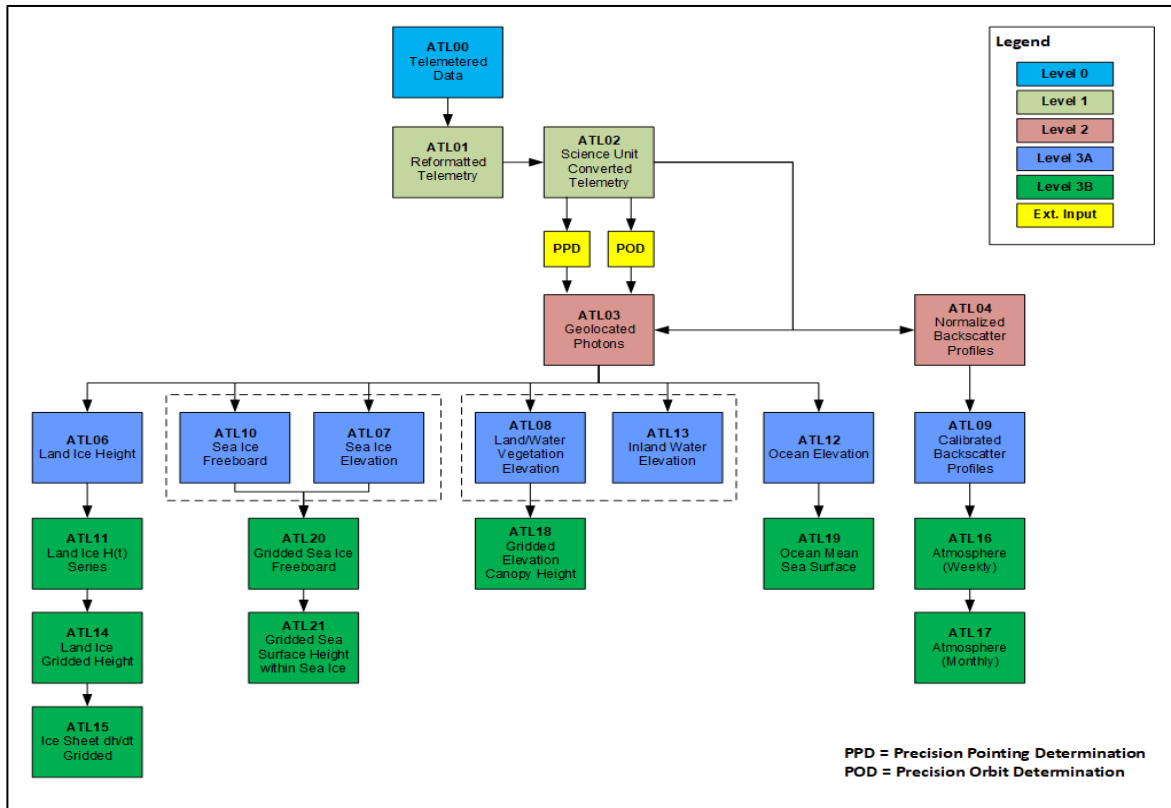 ATL00
Telemetered
Data
Legend
Level 0
Level 1
Level 2
Level 3A
Level 3B
Ext. Input
ATL01
Reformatted
Telemetry
ATL02
Science Unit
Converted
Telemetry
PPD
POD
ATL03
Geolocated
Photons
ATL04
Normalized
Backscatter
Profiles
ATL06
Land Ice Height
ATL10
Sea Ice
Freeboard
ATL07
Sea Ice
Elevation
ATL08
Land/Water
Vegetation
Elevation
ATL13
Inland Water
Elevation
ATL12
Ocean Elevation
ATL09
Calibrated
Backscatter
Profiles
ATL11
Land Ice H(t)
Series
ATL20
Gridded Sea Ice
Freeboard
ATL18
Gridded
Elevation
Canopy Height
ATL19
Ocean Mean
Sea Surface
ATL16
Atmosphere
(Weekly)
ATL14
Land Ice
Gridded Height
ATL21
Gridded Sea
Surface Height
within Sea Ice
ATL17
Atmosphere
(Monthly)
ATL15
Ice Sheet dh/dt
Gridded
PPD = Precision Pointing Determination
POD = Precision Orbit Determination